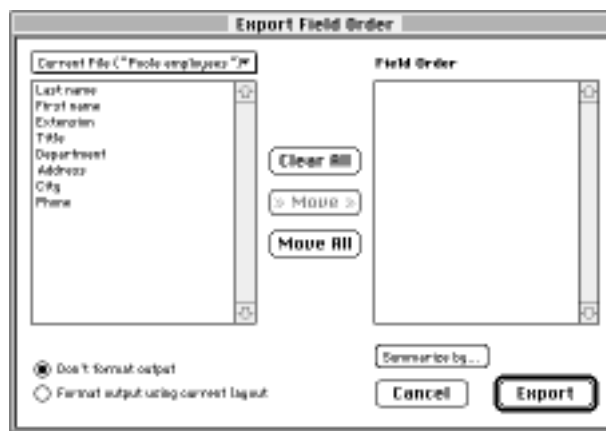 Export Field Order
Current File ("Poole employees ")
Field Order
Last name
First name
Extension
Title
Department
Address
City
Phone
Clear All
» Move »
Move All
Don't format output
Format output using current layout
Summarize by...
Cancel
Export